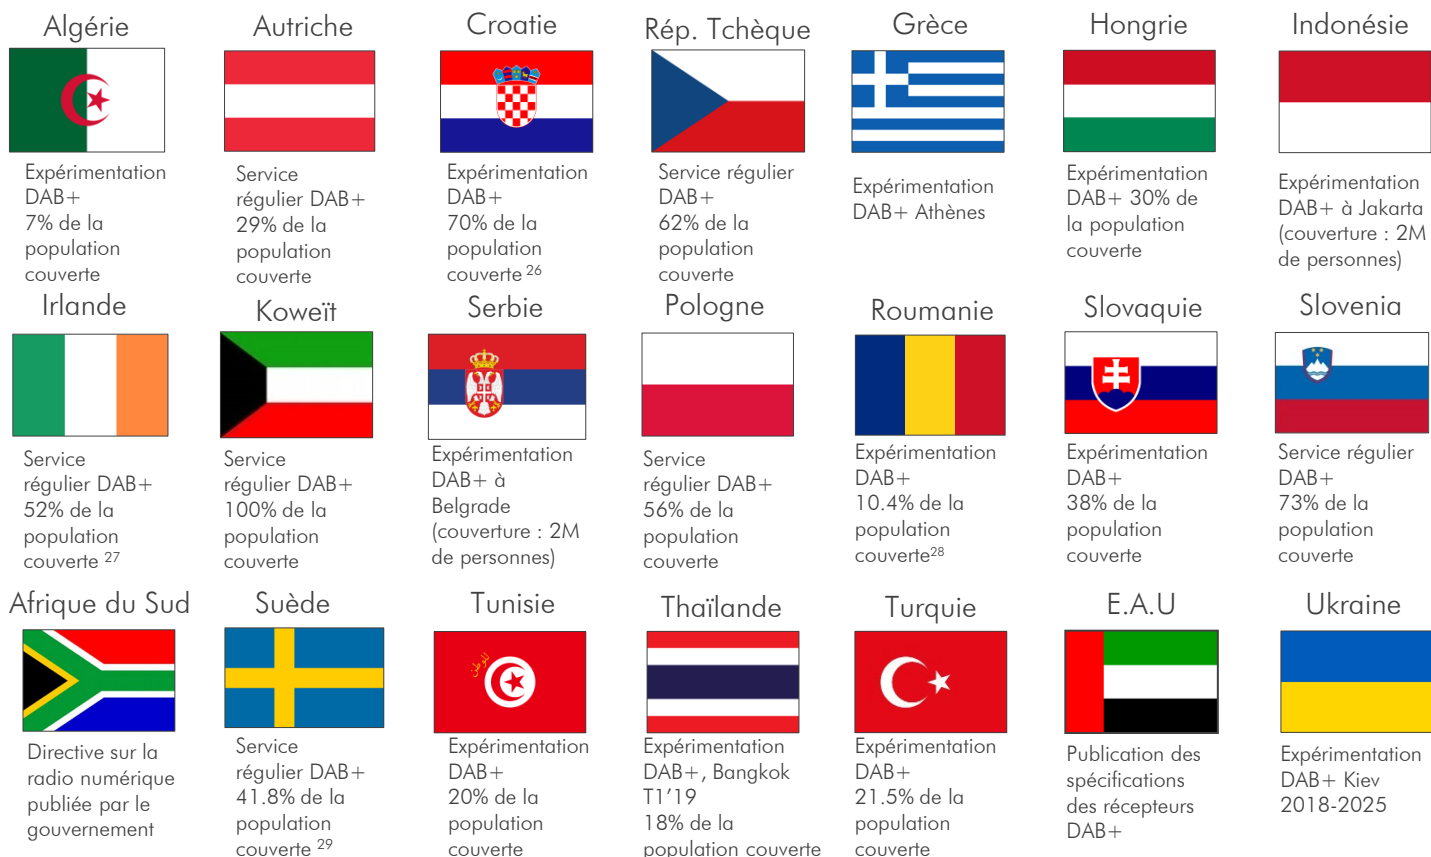 Algérie
Expérimentation
DAB+
7% de la
population
couverte
Autriche
Service
régulier DAB+
29% de la
population
couverte
Croatie
Expérimentation
DAB+
70% de la
population
couverte 26
Rép. Tchèque
Service régulier
DAB+
62% de la
population
couverte
Grèce
Expérimentation
DAB+ Athènes
Hongrie
Expérimentation
DAB+ 30% de
la population
couverte
Indonésie
Expérimentation
DAB+ à Jakarta
(couverture : 2M
de personnes)
Irlande
Service
régulier DAB+
52% de la
population
couverte 27
Koweït
Service
régulier DAB+
100% de la
population
couverte
Serbie
Expérimentation
DAB+ à
Belgrade
(couverture : 2M
de personnes)
Pologne
Service
régulier DAB+
56% de la
population
couverte
Roumanie
Expérimentation
DAB+
10.4% de la
population
couverte28
Slovaquie
Expérimentation
DAB+
38% de la
population
couverte
Slovenia
Service régulier
DAB+
73% de la
population
couverte
Afrique du Sud
Directive sur la
radio numérique
publiée par le
gouvernement
Suède
Service
régulier DAB+
41.8% de la
population
couverte 29
Tunisie
Expérimentation
DAB+
20% de la
population
couverte
Thaïlande
Expérimentation
DAB+, Bangkok
T1'19
18% de la
population couverte
Turquie
Expérimentation
DAB+
21.5% de la
population
couverte
E.A.U
Publication des
spécifications
des récepteurs
DAB+
Ukraine
Expérimentation
DAB+ Kiev
2018-2025